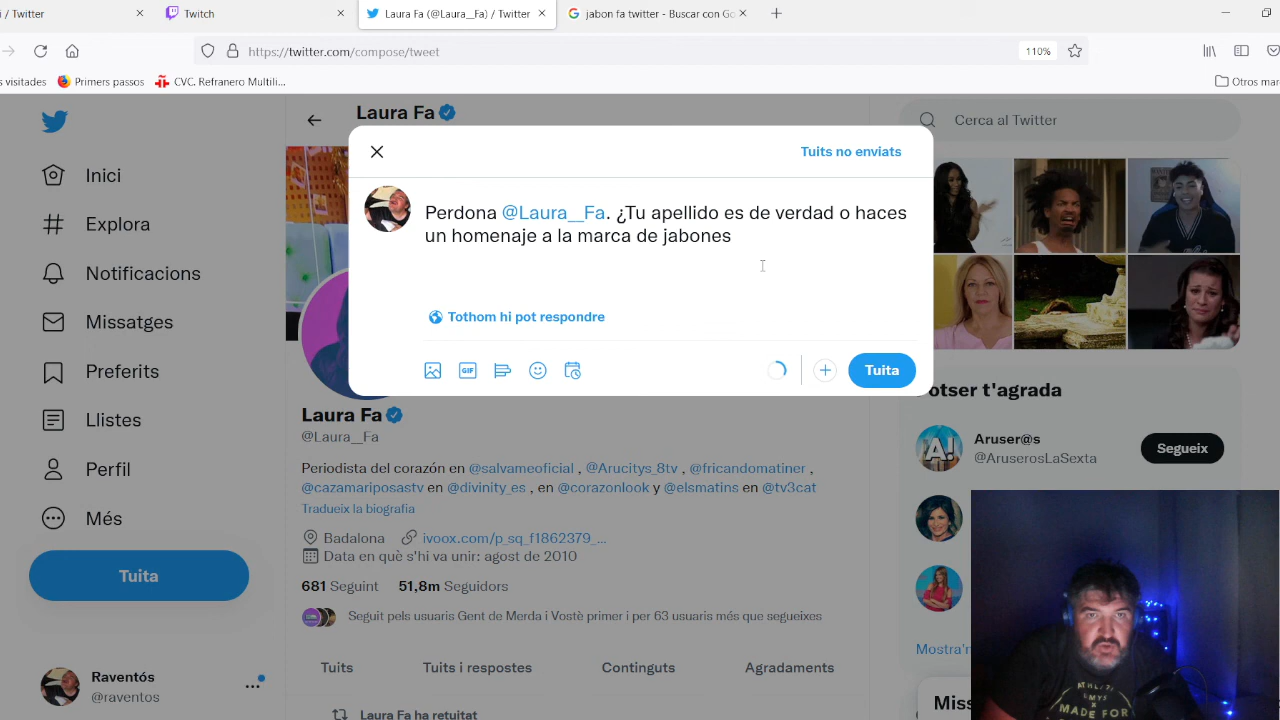 / Twitter
Twitch
Laura Fa (@Laura__Fa) / Twitter
jabon fa twitter - Buscar con Go
https://twitter.com/compose/tweet
110%
s visitades
Primers passos
CVC. Refranero Multili...
Otros mar
Laura Fa
Cerca al Twitter
Tuits no enviats
Inici
Explora
Notificacions
Missatges
Preferits
Llistes
Perfil
Més
Tuita
Raventós
@raventos
Perdona @Laura__Fa. ¿Tu apellido es de verdad o haces
un homenaje a la marca de jabones
Tothom hi pot respondre
GIF
Tuita
Laura Fa
@Laura__Fa
Periodista del corazón en @salvameoficial , @Arucitys_8tv , @fricandomatiner ,
@cazamariposastv en @divinity_es , en @corazonlook y @elsmatins en @tv3cat
Tradueix la biografia
Badalona ivoox.com/p_sq_f1862379_...
Data en què s'hi va unir: agost de 2010
681 Seguint 51,8m Seguidors
Seguit pels usuaris Gent de Merda i Vostè primer i per 63 usuaris més que segueixes
Tuits
Tuits i respostes
Continguts
Agradaments
Laura Fa ha retuitat
otser t'agrada
Aruser@s
@AruserosLaSexta
Segueix
Mostra'r
Miss
MADE FOR